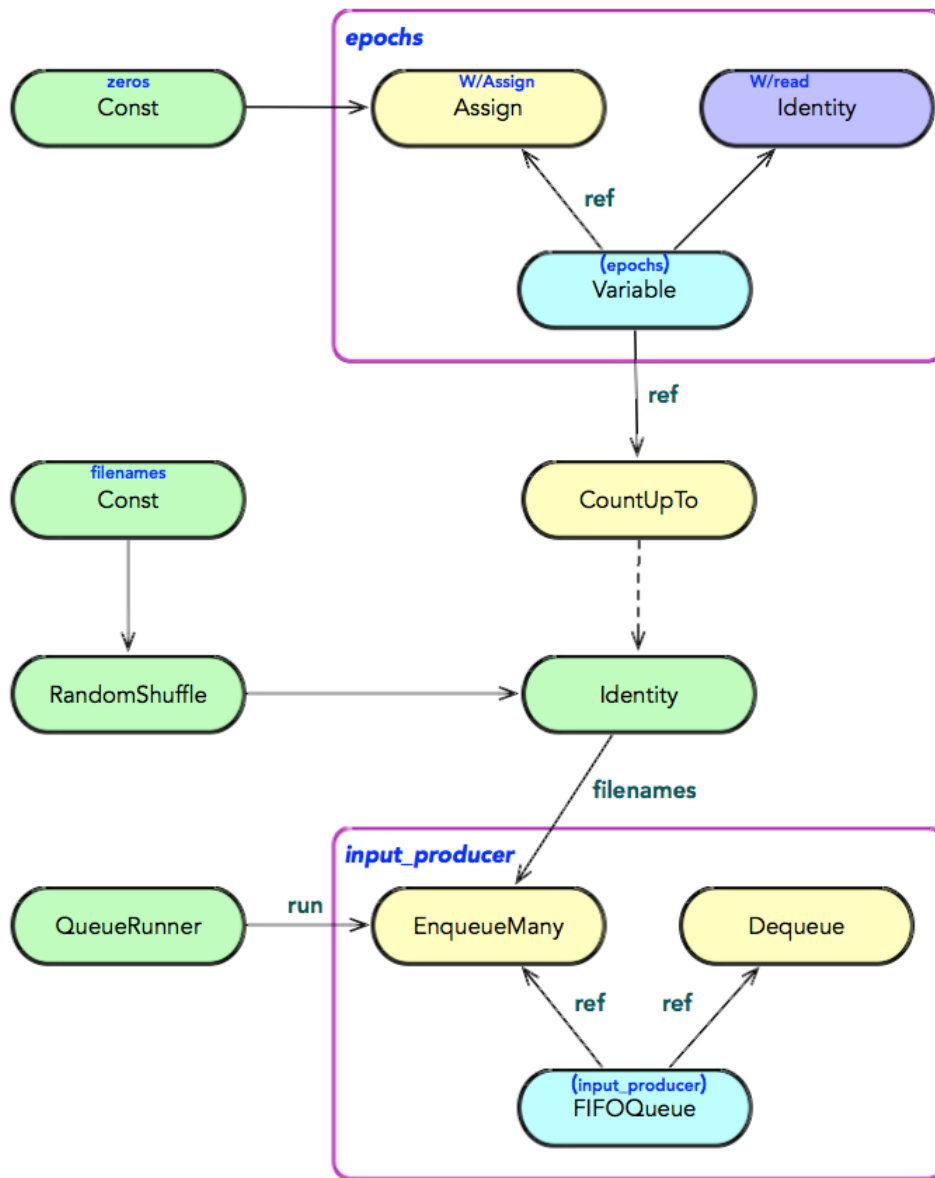 epochs
zeros
Const
W/Assign
Assign
W/read
Identity
ref
(epochs)
Variable
ref
filenames
Const
CountUpTo
RandomShuffle
Identity
filenames
input_producer
QueueRunner
run
EnqueueMany
Dequeue
ref
ref
(input_producer)
FIFOQueue